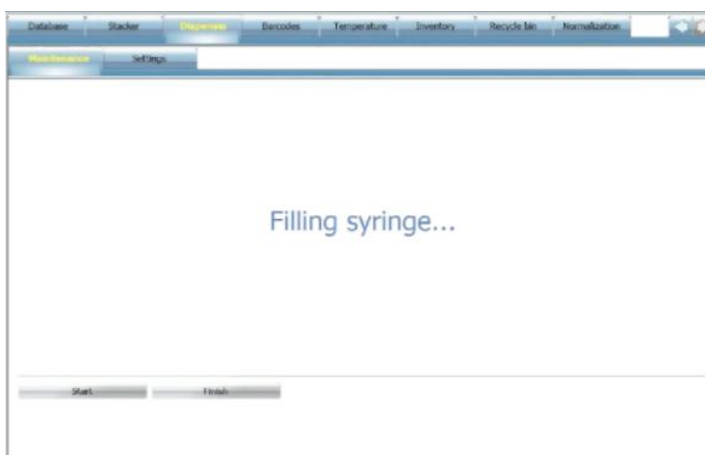 Database Stacker Dispenser Barcodes Temperature Inventory Recycle bin Normalization
Maintenance Settings
Filling syringe...
Start Finish